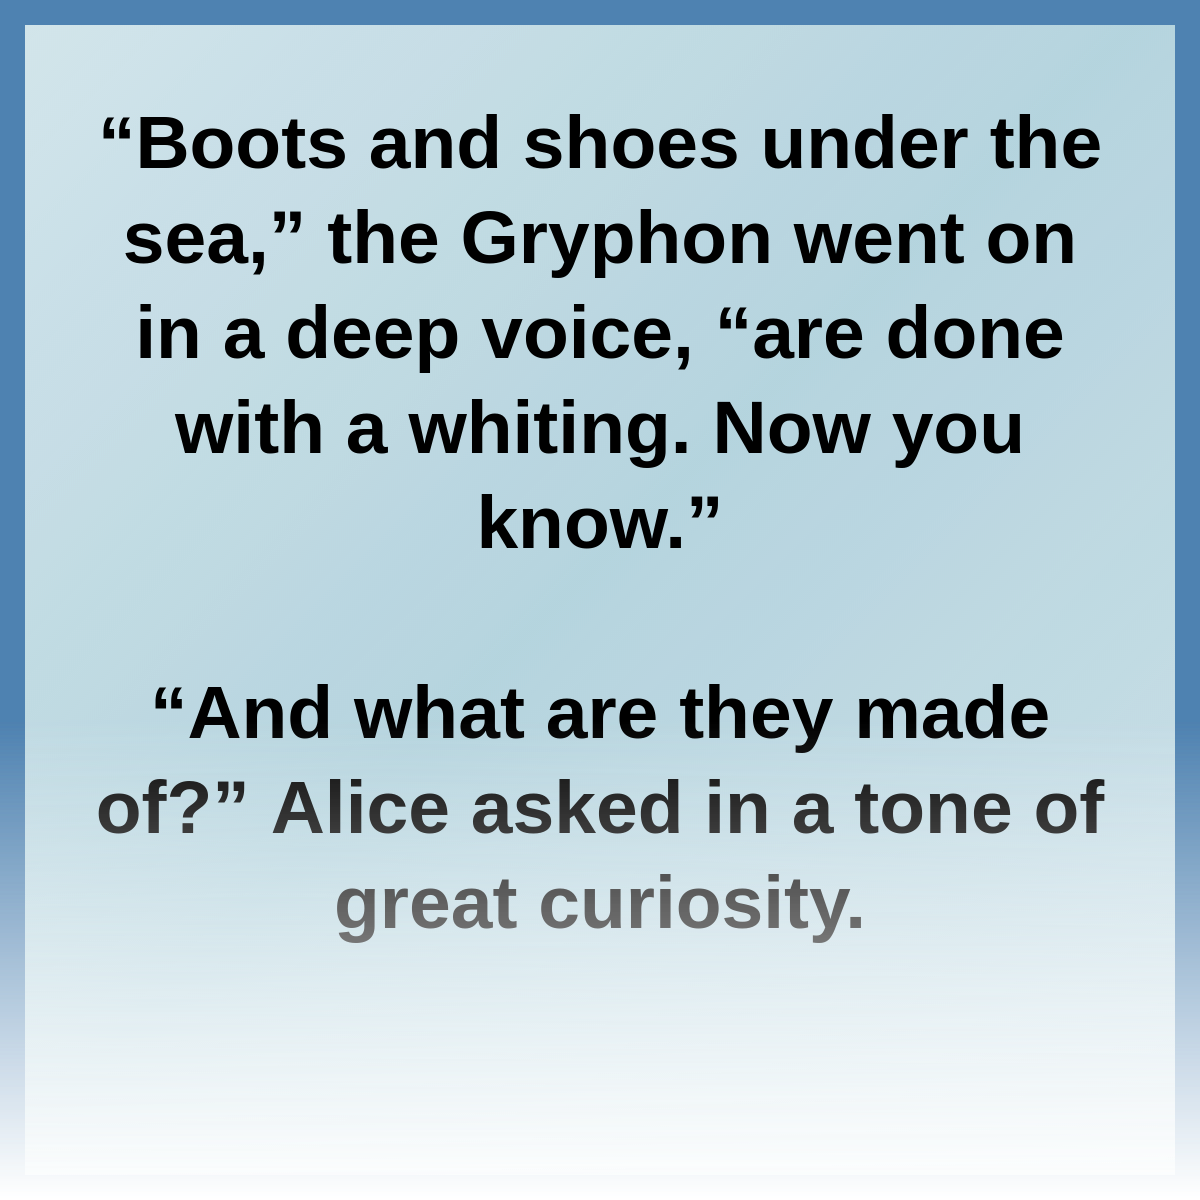 “Boots and shoes under the
sea,” the Gryphon went on
in a deep voice, “are done
with a whiting. Now you
know.”
“And what are they made
of?” Alice asked in a tone of
great curiosity.